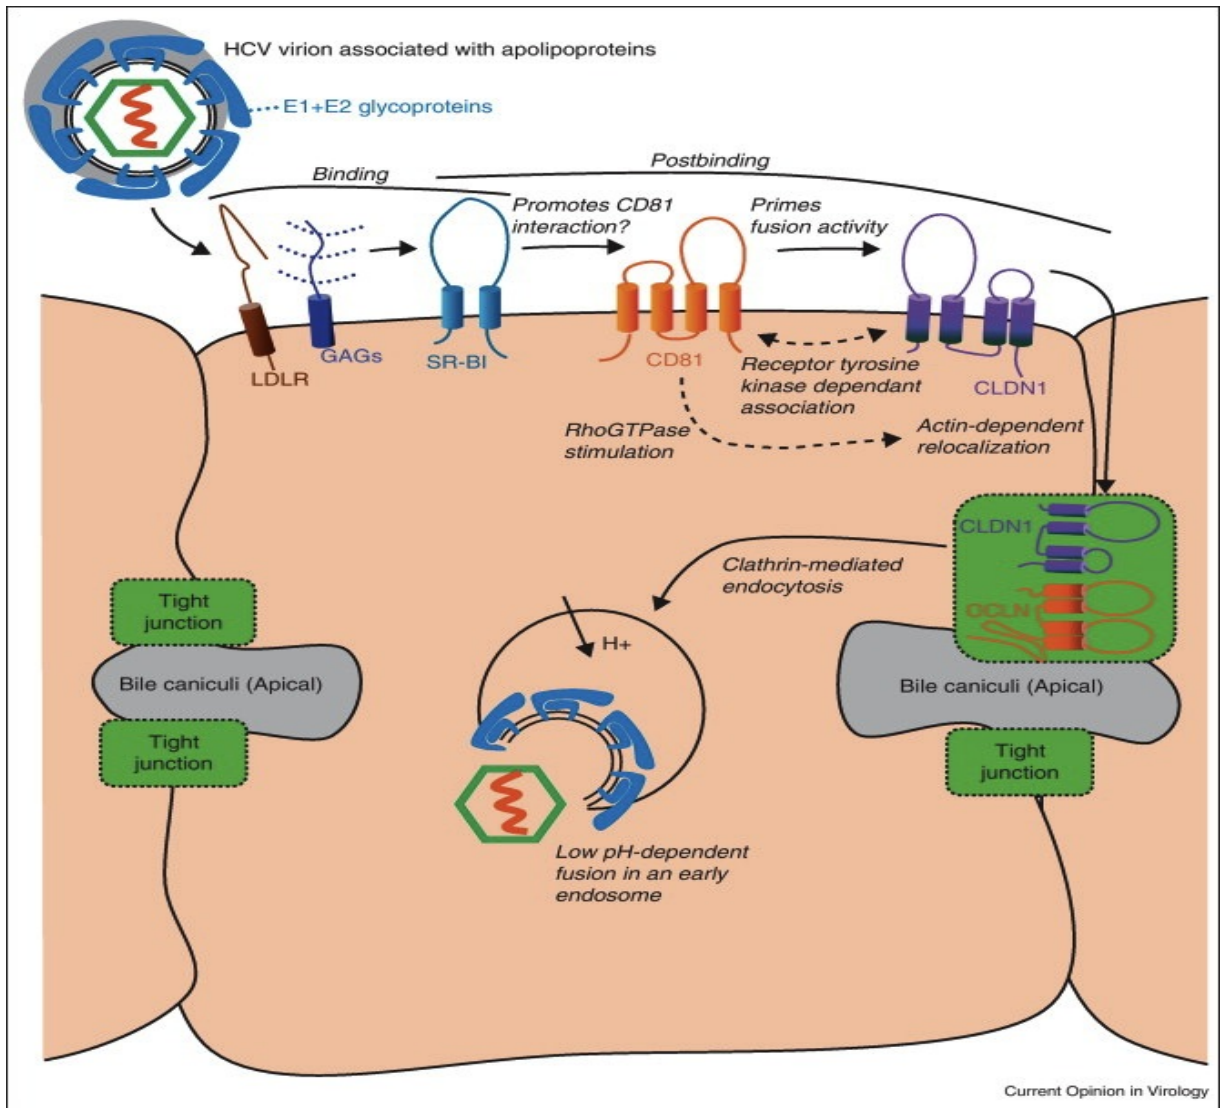 HCV virion associated with apolipoproteins
E1+E2 glycoproteins
Binding
Postbinding
Promotes CD81
interaction?
Primes
fusion activity
LDLR
GAGs
SR-BI
CD81
CLDN1
Receptor tyrosine
kinase dependant
association
RhoGTPase
stimulation
Actin-dependent
relocalization
CLDN1
OCLN
Clathrin-mediated
endocytosis
Tight
junction
H+
Bile caniculi (Apical)
Bile caniculi (Apical)
Tight
junction
Tight
junction
Low pH-dependent
fusion in an early
endosome
Current Opinion in Virology